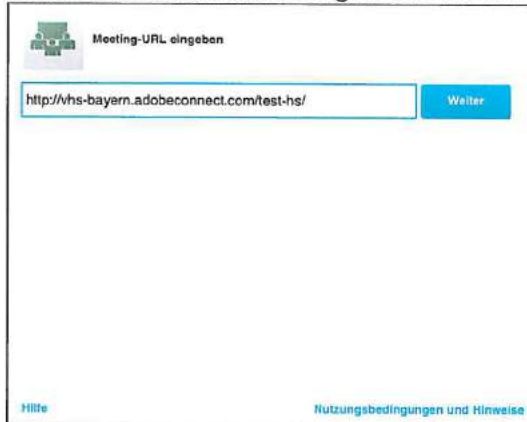 Meeting-URL eingeben
http://vhs-bayern.adobeconnect.com/test-hs/
Weiter
Hilfe
Nutzungsbedingungen und Hinweise